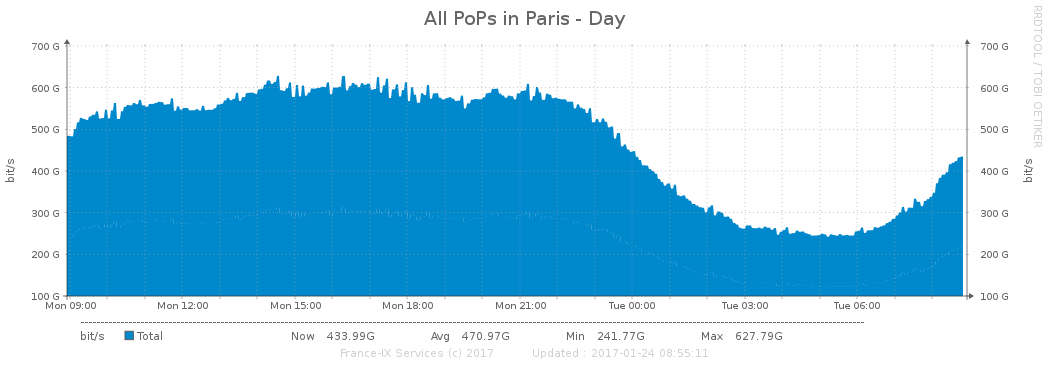 All PoPs in Paris - Day
RRDTOOL / TOBI OETIKER
700 G 700 G
600 G 600 G
500 G 500 G
400 G 400 G
300 G 300 G
200 G 200 G
100 G 100 G
bit/s bit/s
Mon 09:00 Mon 12:00 Mon 15:00 Mon 18:00 Mon 21:00 Tue 00:00 Tue 03:00 Tue 06:00
bit/s Total Now 433.99G Avg 470.97G Min 241.77G Max 627.79G
France-IX Services (c) 2017 Updated : 2017-01-24 08:55:11